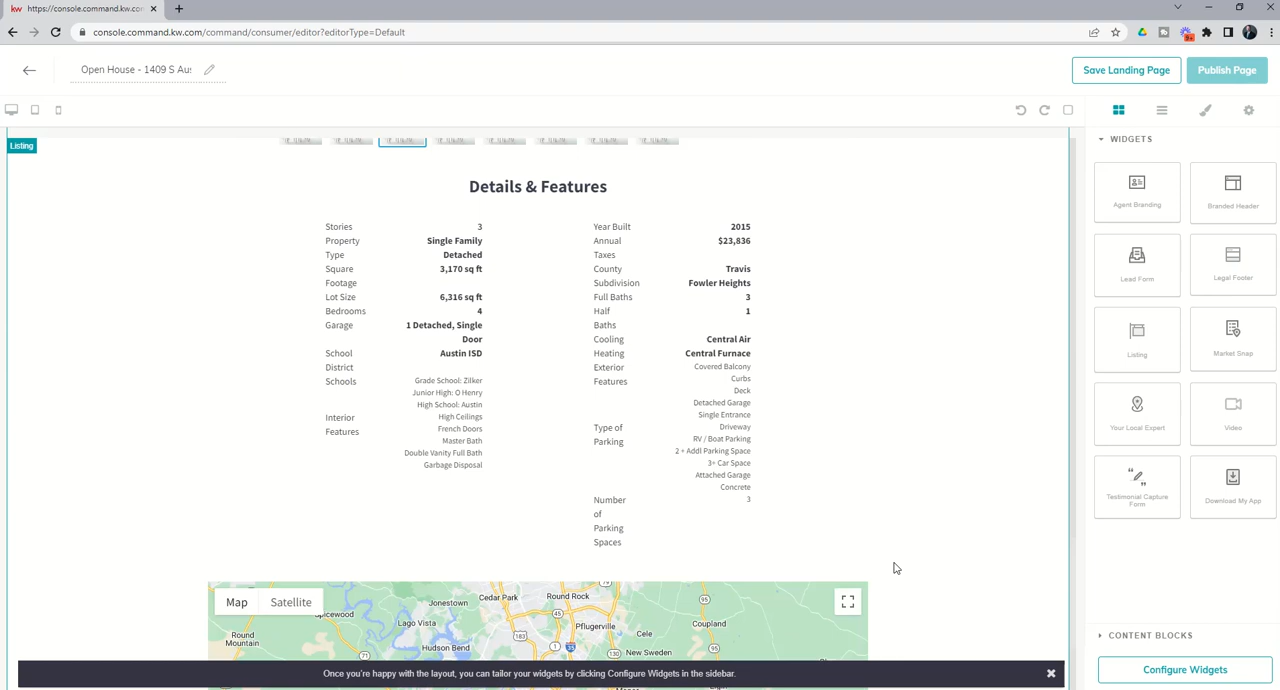 https://console.command.kw.co
console.command.kw.com/command/consumer/editor?editorType=Default
9+
Open House - 1409 S Au
Save Landing Page
Publish Page
Listing
Details & Features
Stories 3
Property Single Family
Type Detached
Square 3,170 sq ft
Footage
Lot Size 6,316 sq ft
Bedrooms 4
Garage 1 Detached, Single
Door
School Austin ISD
District
Schools Grade School: Zilker
Junior High: O Henry
High School: Austin
Interior High Ceilings
Features French Doors
Master Bath
Double Vanity Full Bath
Garbage Disposal
Year Built 2015
Annual $23,836
Taxes
County Travis
Subdivision Fowler Heights
Full Baths 3
Half 1
Baths
Cooling Central Air
Heating Central Furnace
Exterior Covered Balcony
Features Curbs
Deck
Detached Garage
Single Entrance
Type of Driveway
Parking RV / Boat Parking
2 + Addl Parking Space
3+ Car Space
Attached Garage
Concrete
Number 3
of
Parking
Spaces
Map Satellite
Spicewood
Jonestown
Cedar Park
Round Rock
Lago Vista
Pflugerville
Coupland
Round
Mountain
Hudson Bend
Cele
New Sweden
Taylor
95
45
183
1
35
130
71
Once you're happy with the layout, you can tailor your widgets by clicking Configure Widgets in the sidebar.
WIDGETS
Agent Branding
Branded Header
Lead Form
Legal Footer
Listing
Market Snap
Your Local Expert
Video
Testimonial Capture
Form
Download My App
CONTENT BLOCKS
Configure Widgets